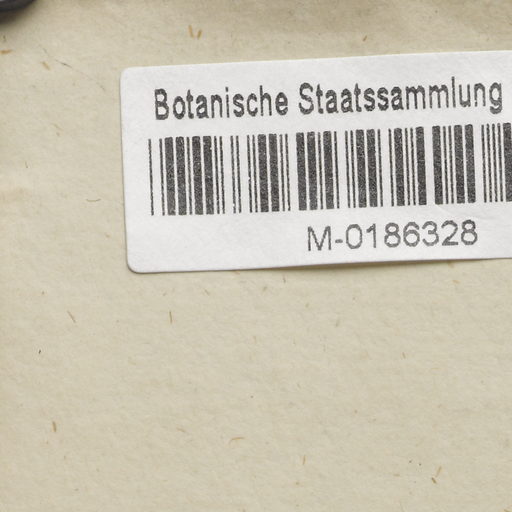 Botanische Staatssammlung
M-0186328